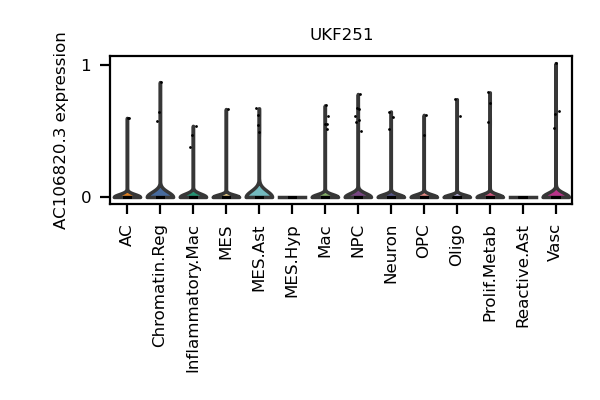 UKF251
AC106820.3 expression
1
0
AC
Chromatin.Reg
Inflammatory.Mac
MES
MES.Ast
MES.Hyp
Mac
NPC
Neuron
OPC
Oligo
Prolif.Metab
Reactive.Ast
Vasc